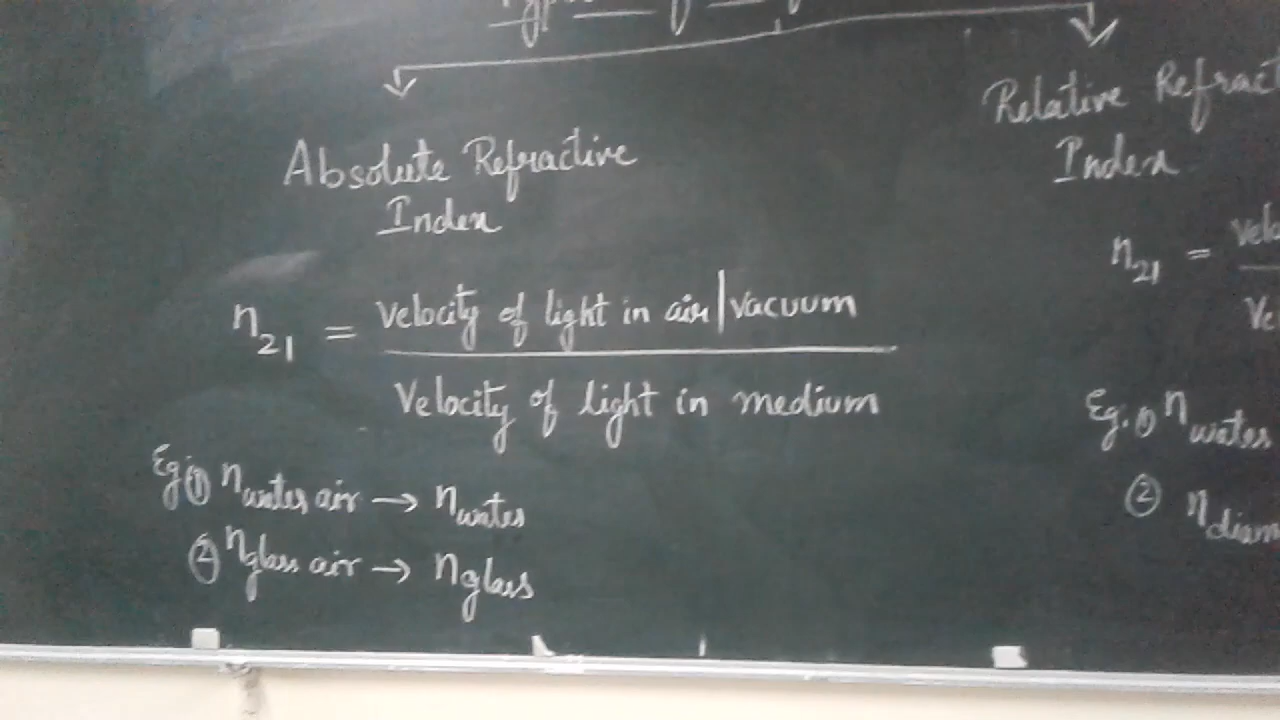 Absolute Refractive
Index
n21 = Velocity of light in air|vacuum
Velocity of light in medium
Eg:① nwater air → nwater
② nglass air → nglass
Relative Refract
Index
n21 = velo
Ve
Eg. ① nwater
② ndiam